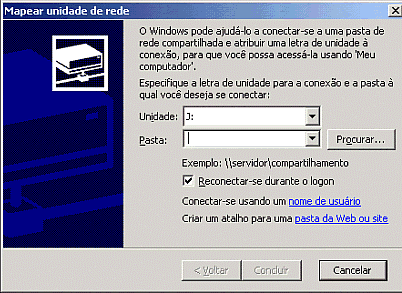 Mapear unidade de rede
O Windows pode ajudá-lo a conectar-se a uma pasta de
rede compartilhada e atribuir uma letra de unidade à
conexão, para que você possa acessá-la usando 'Meu
computador'.
Especifique a letra de unidade para a conexão e a pasta à
qual você deseja se conectar:
Unidade: J:
Pasta: Procurar...
Exemplo: \\servidor\compartilhamento
Reconectar-se durante o logon
Conectar-se usando um nome de usuário
Criar um atalho para uma pasta da Web ou site
< Voltar Concluir Cancelar